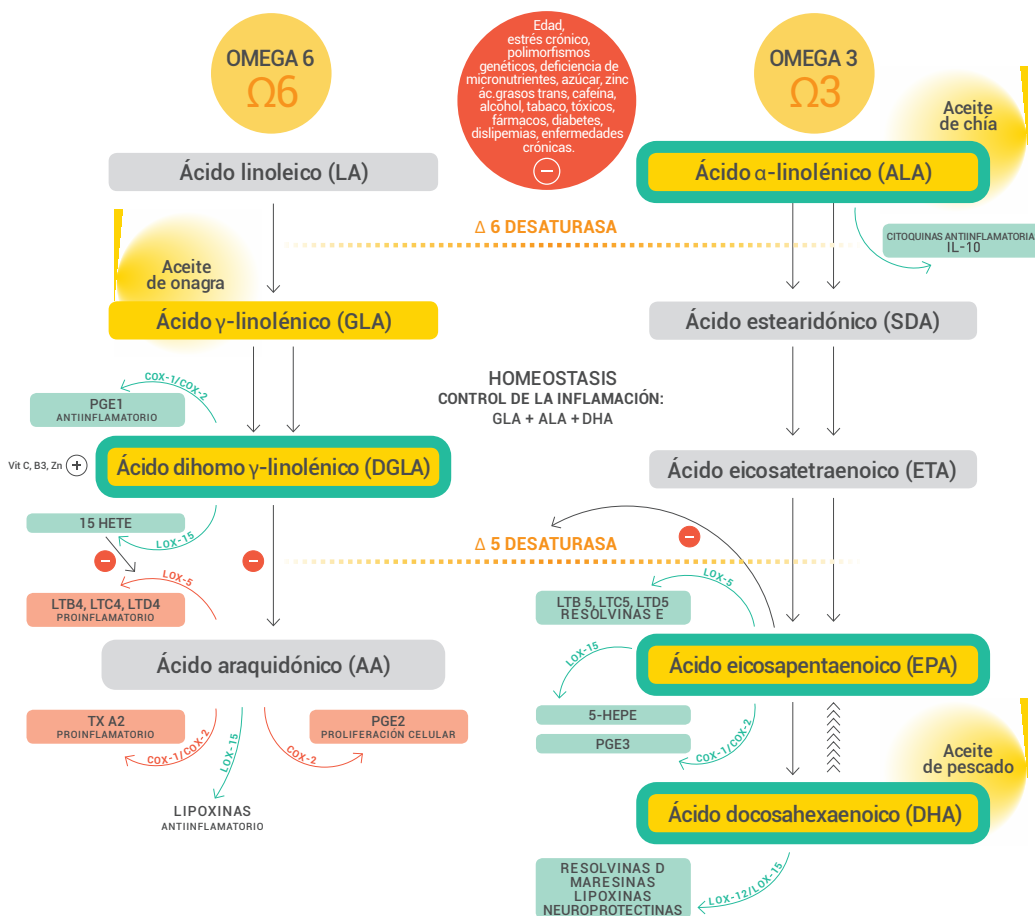 OMEGA 6
Ω6
Edad,
estrés crónico,
polimorfismos
genéticos, deficiencia de
micronutrientes, azúcar, zinc
ác.grasos trans, cafeína,
alcohol, tabaco, tóxicos,
fármacos, diabetes,
dislipemias, enfermedades
crónicas.
OMEGA 3
Ω3
Aceite
de chía
Ácido linoleico (LA)
Ácido α-linolénico (ALA)
Δ 6 DESATURASA
CITOQUINAS ANTIINFLAMATORIA
IL-10
Aceite
de onagra
Ácido γ-linolénico (GLA)
Ácido estearidónico (SDA)
COX-1/COX-2
PGE1
ANTIINFLAMATORIO
HOMEOSTASIS
CONTROL DE LA INFLAMACIÓN:
GLA + ALA + DHA
Vit C, B3, Zn
Ácido dihomo γ-linolénico (DGLA)
Ácido eicosatetraenoico (ETA)
15 HETE
LOX-15
Δ 5 DESATURASA
LOX-5
LTB4, LTC4, LTD4
PROINFLAMATORIO
LOX-5
LTB 5, LTC5, LTD5
RESOLVINAS E
Ácido araquidónico (AA)
Ácido eicosapentaenoico (EPA)
LOX-15
TX A2
PROINFLAMATORIO
COX-1/COX-2
LOX-15
COX-2
PGE2
PROLIFERACIÓN CELULAR
5-HEPE
PGE3
COX-1/COX-2
Aceite
de pescado
LIPOXINAS
ANTIINFLAMATORIO
Ácido docosahexaenoico (DHA)
RESOLVINAS D
MARESINAS
LIPOXINAS
NEUROPROTECTINAS
LOX-12/LOX-15